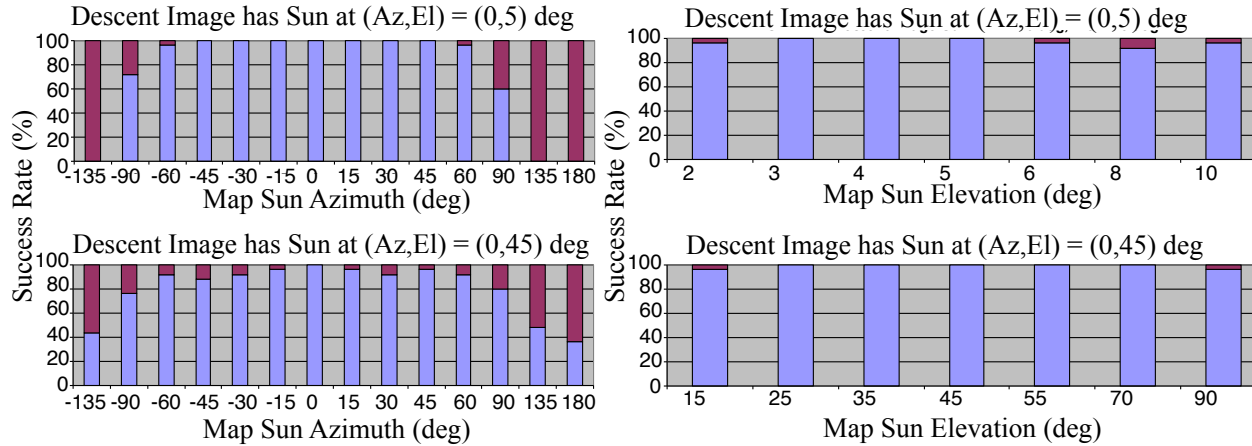 Descent Image has Sun at (Az,El) = (0,5) deg
Success Rate (%)
100
80
60
40
20
0
-135 -90 -60 -45 -30 -15 0 15 30 45 60 90 135 180
Map Sun Azimuth (deg)
Descent Image has Sun at (Az,El) = (0,5) deg
Success Rate (%)
100
80
60
40
20
0
2 3 4 5 6 8 10
Map Sun Elevation (deg)
Descent Image has Sun at (Az,El) = (0,45) deg
100
80
60
40
20
0
-135 -90 -60 -45 -30 -15 0 15 30 45 60 90 135 180
Map Sun Azimuth (deg)
Descent Image has Sun at (Az,El) = (0,45) deg
100
80
60
40
20
0
15 25 35 45 55 70 90
Map Sun Elevation (deg)